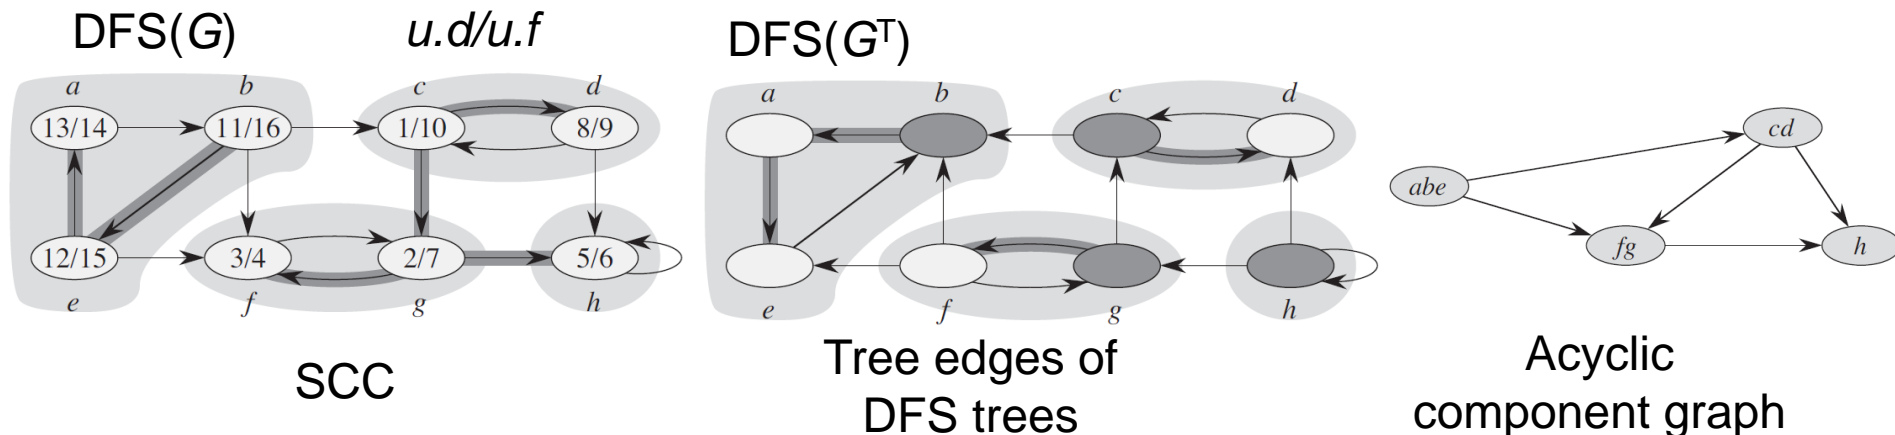 DFS(G) u.d/u.f DFS(Gᵀ)
a b c d
13/14 11/16 1/10 8/9
12/15 3/4 2/7 5/6
e f g h
SCC
a b c d
e f g h
Tree edges of
DFS trees
cd
abe
fg h
Acyclic
component graph